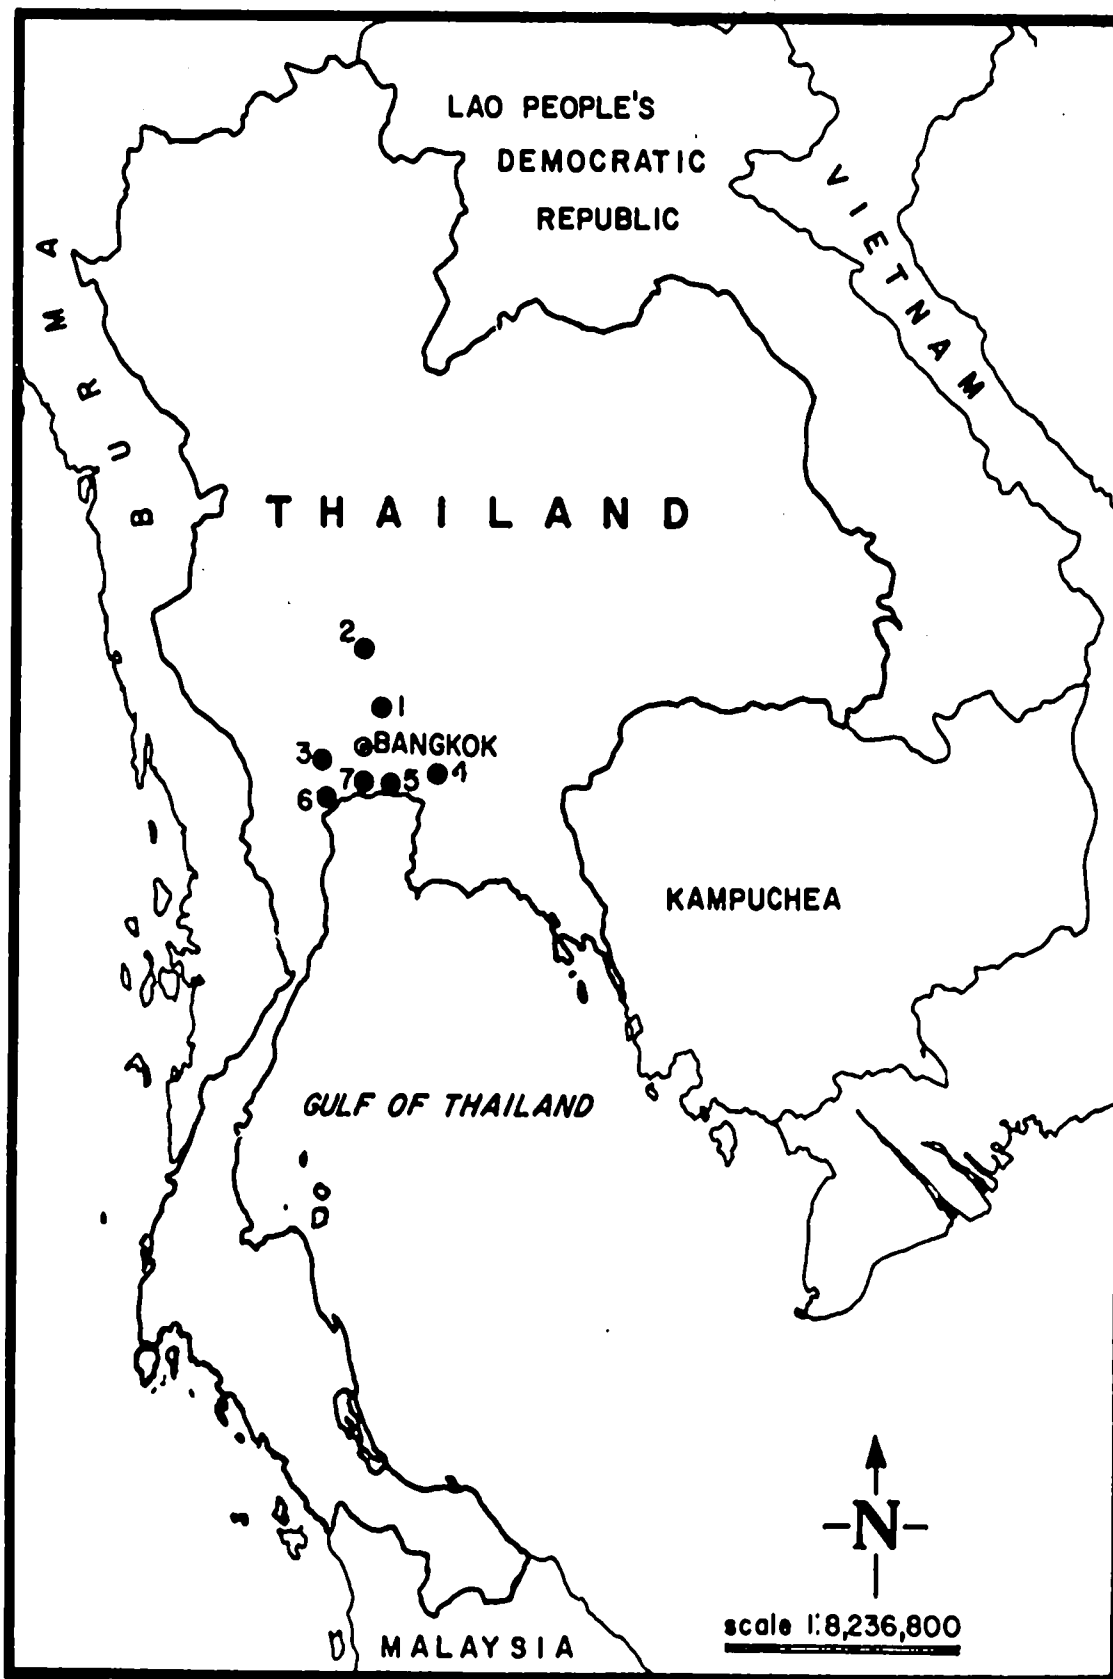 LAO PEOPLE'S
DEMOCRATIC
REPUBLIC
VIETNAM
BURMA
THAILAND
2
1
BANGKOK
3
7
5
4
6
KAMPUCHEA
GULF OF THAILAND
N
scale 1:8,236,800
MALAYSIA